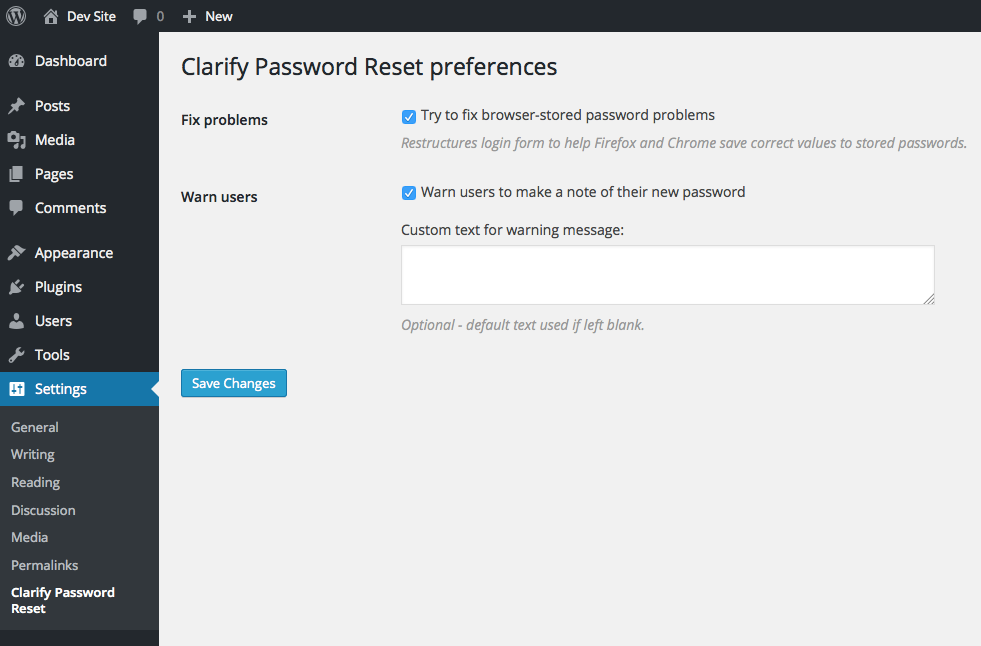 Dev Site 0 New
Dashboard
Posts
Media
Pages
Comments
Appearance
Plugins
Users
Tools
Settings
General
Writing
Reading
Discussion
Media
Permalinks
Clarify Password
Reset
Clarify Password Reset preferences
Fix problems
Try to fix browser-stored password problems
Restructures login form to help Firefox and Chrome save correct values to stored passwords.
Warn users
Warn users to make a note of their new password
Custom text for warning message:
Optional - default text used if left blank.
Save Changes